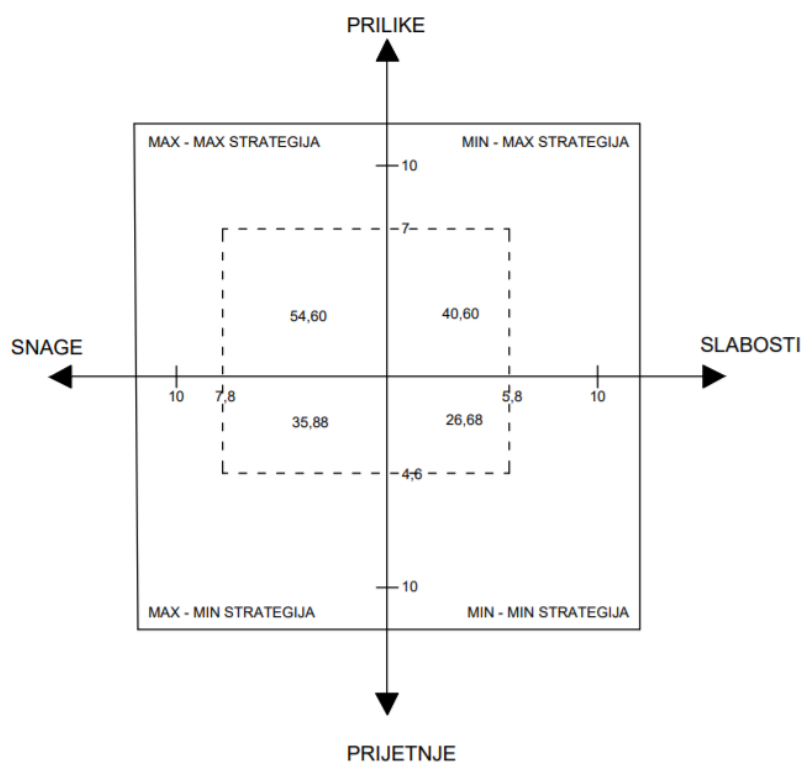 PRILIKE
MAX - MAX STRATEGIJA
MIN - MAX STRATEGIJA
10
7
54,60
40,60
SNAGE
SLABOSTI
10
7,8
5,8
10
35,88
26,68
4,6
10
MAX - MIN STRATEGIJA
MIN - MIN STRATEGIJA
PRIJETNJE